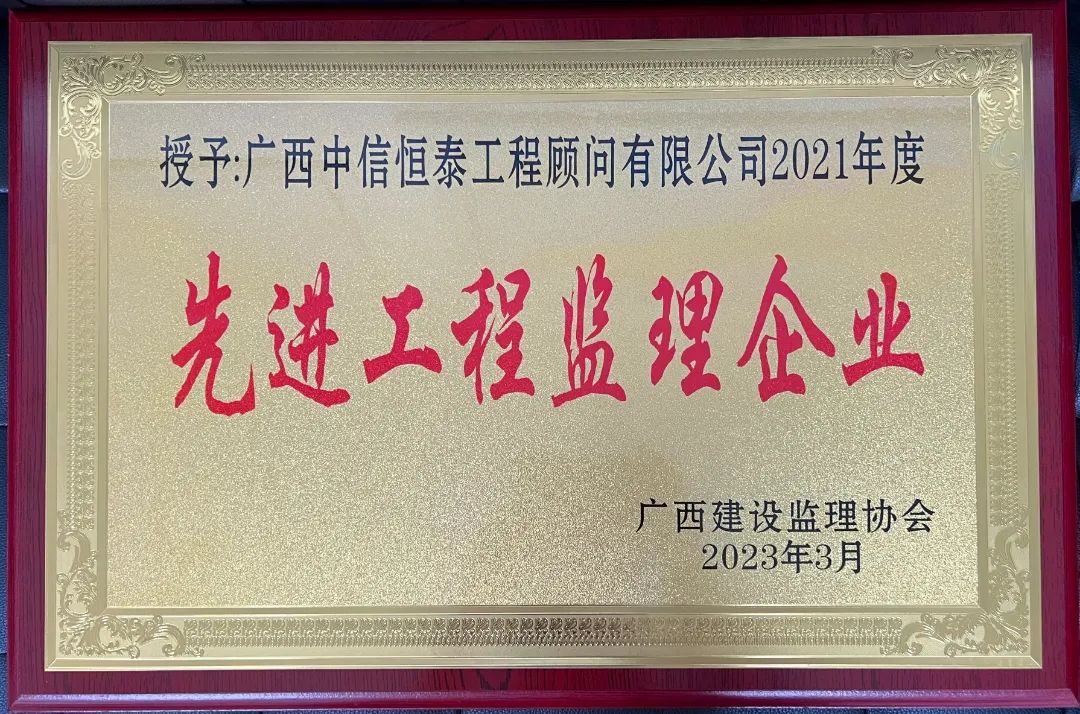 授予:广西中信恒泰工程顾问有限公司2021年度
先进工程监理企业
广西建设监理协会
2023年3月